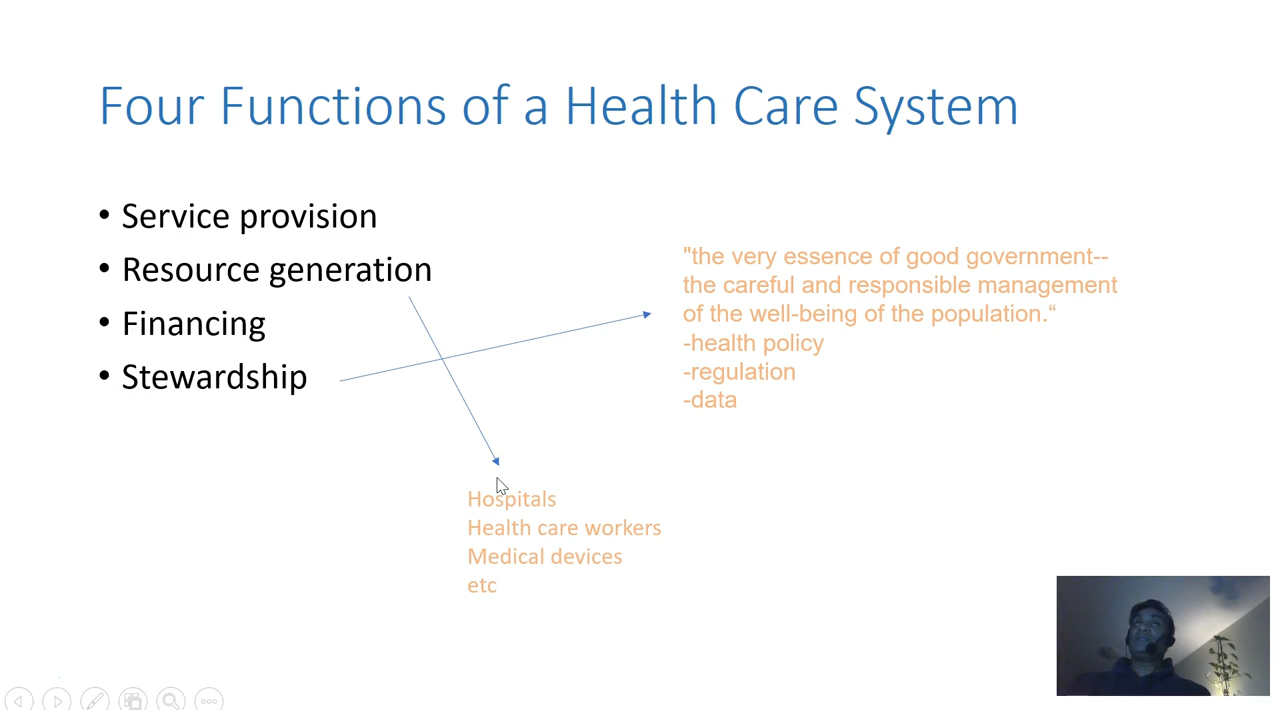 Four Functions of a Health Care System
• Service provision
• Resource generation
• Financing
• Stewardship
"the very essence of good government--
the careful and responsible management
of the well-being of the population.“
-health policy
-regulation
-data
Hospitals
Health care workers
Medical devices
etc